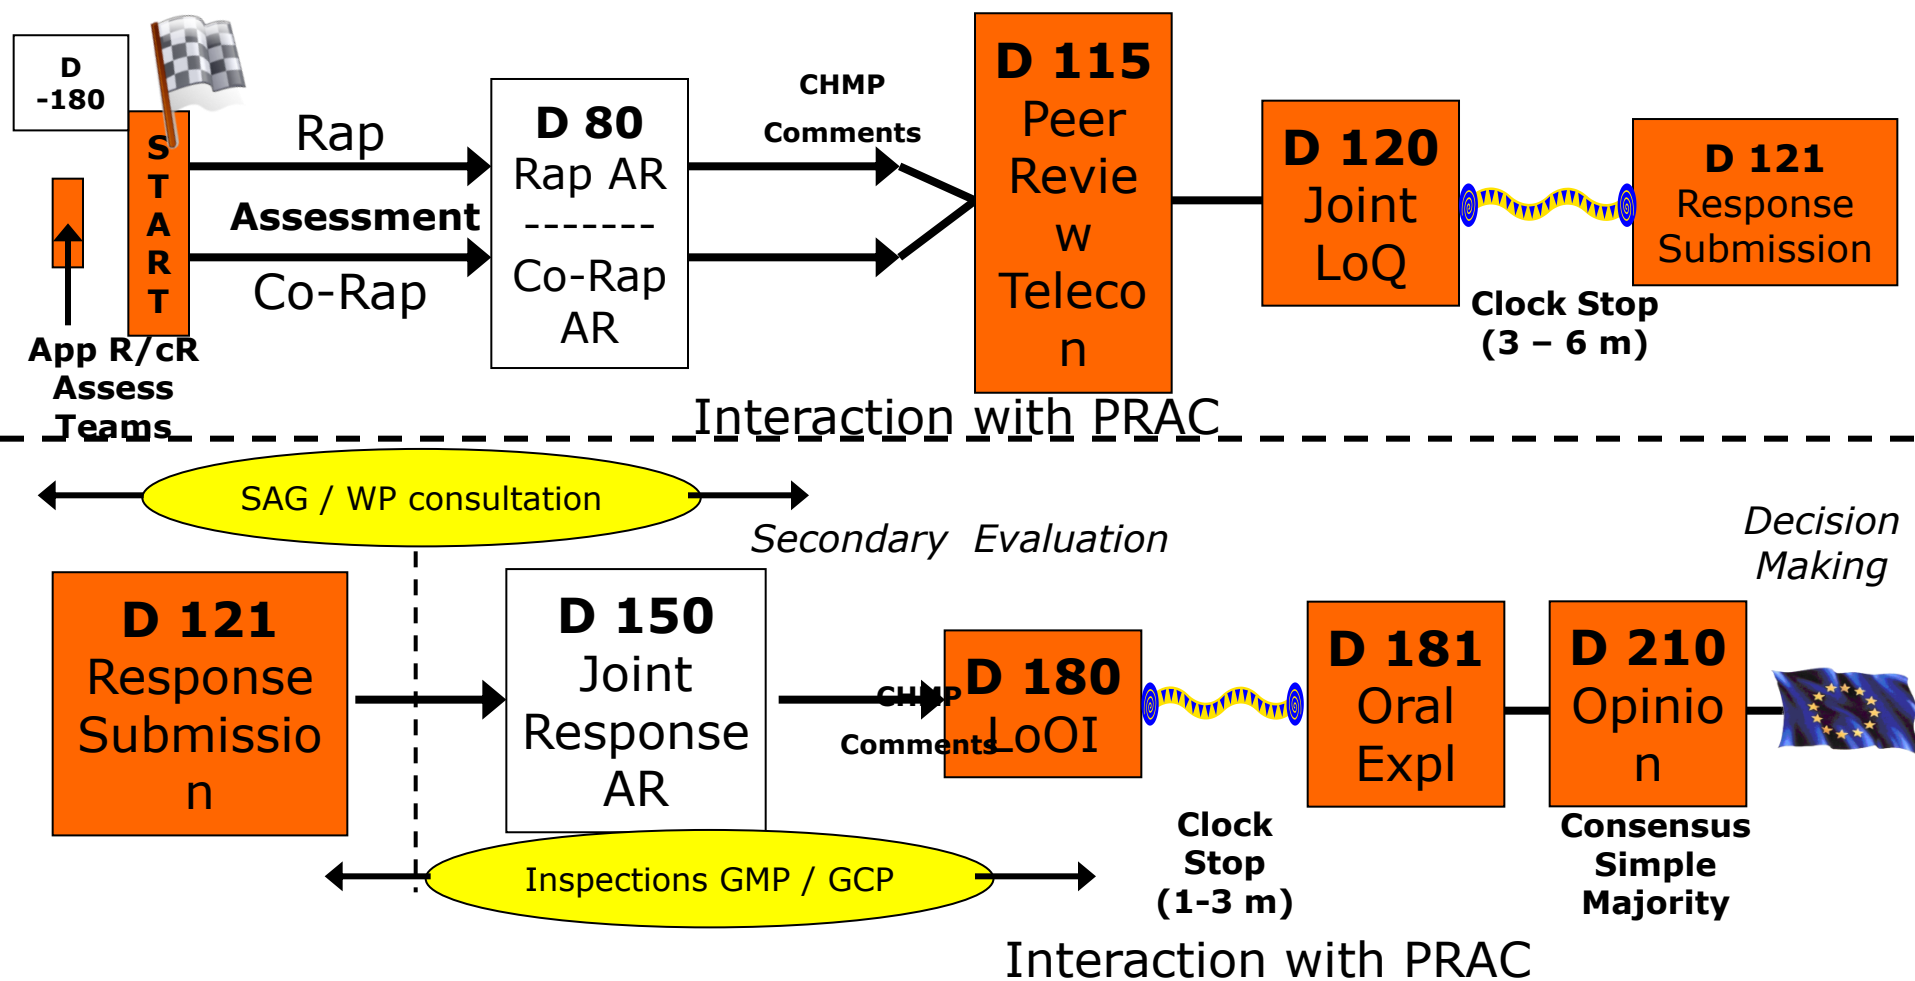 D
-180
S
T
A
R
T
App R/cR
Assess
Teams
Rap
Assessment
Co-Rap
D 80
Rap AR
-------
Co-Rap
AR
CHMP
Comments
D 115
Peer
Revie
w
Teleco
n
D 120
Joint
LoQ
Clock Stop
(3 – 6 m)
D 121
Response
Submission
Interaction with PRAC
SAG / WP consultation
Secondary Evaluation
Decision
Making
D 121
Response
Submissio
n
D 150
Joint
Response
AR
CHMP
Comments
D 180
LoOI
Clock
Stop
(1-3 m)
D 181
Oral
Expl
D 210
Opinio
n
Consensus
Simple
Majority
Inspections GMP / GCP
Interaction with PRAC